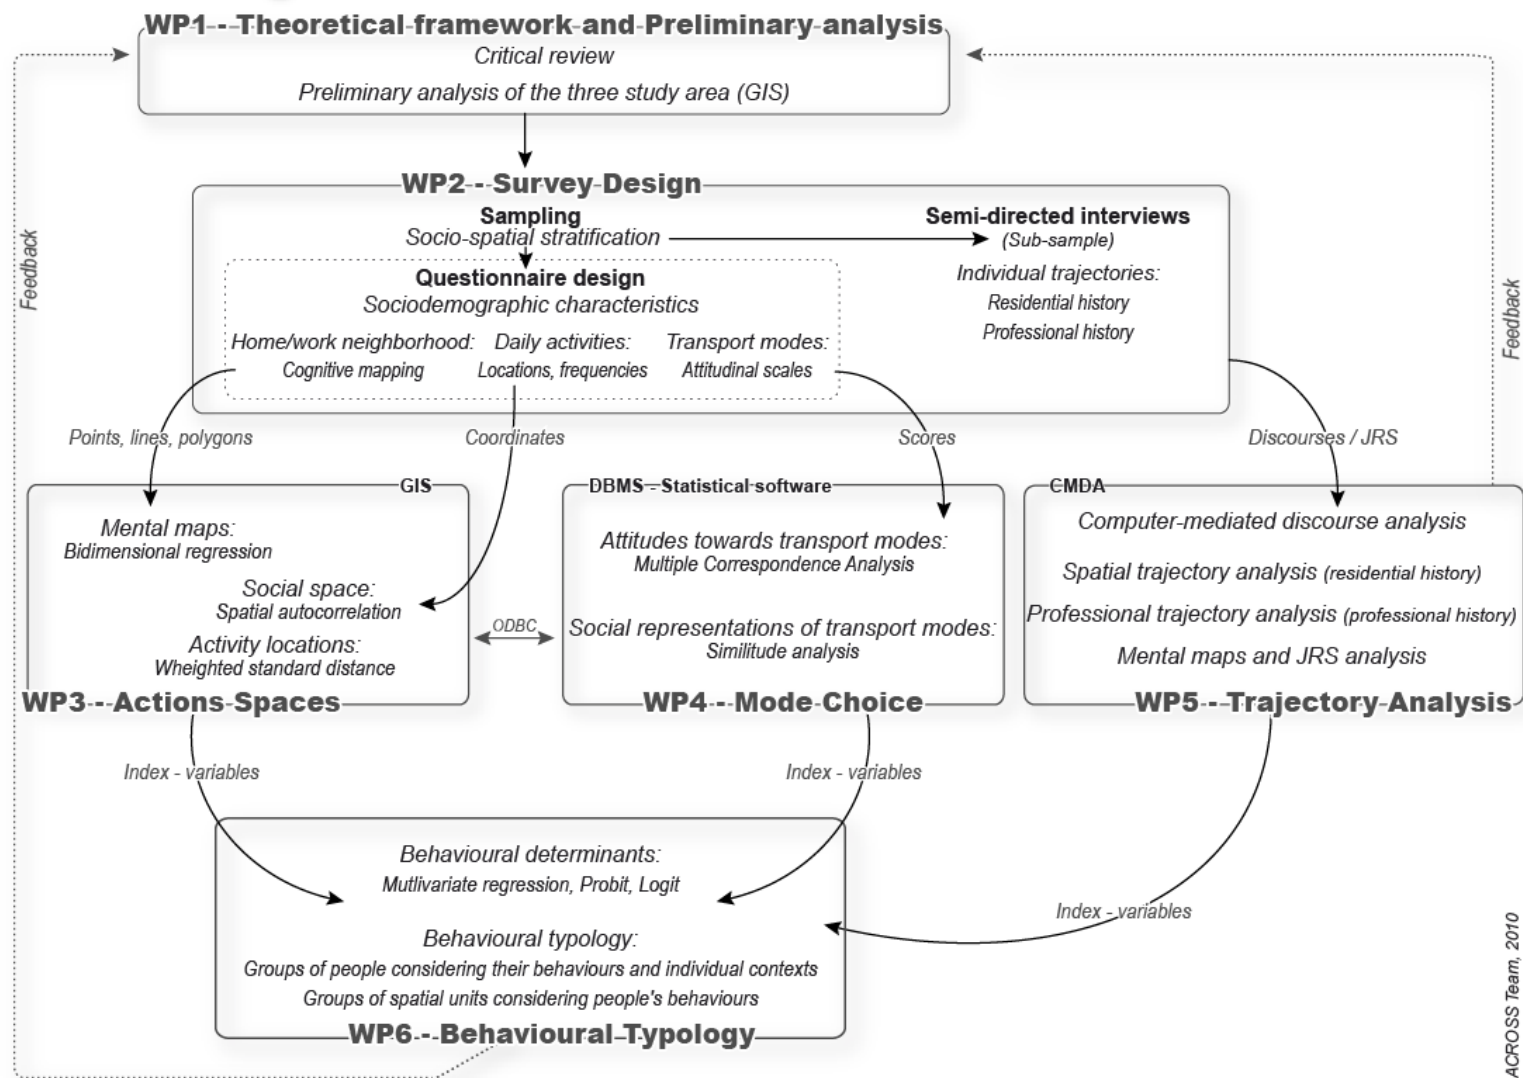 WP1 - Theoretical framework and Preliminary analysis
Critical review
Preliminary analysis of the three study area (GIS)
WP2 - Survey Design
Sampling
Socio-spatial stratification
Semi-directed interviews
(Sub-sample)
Individual trajectories:
Residential history
Professional history
Questionnaire design
Sociodemographic characteristics
Home/work neighborhood:
Cognitive mapping
Daily activities:
Locations, frequencies
Transport modes:
Attitudinal scales
Feedback
Feedback
Points, lines, polygons
Coordinates
Scores
Discourses / JRS
GIS
Mental maps:
Bidimensional regression
Social space:
Spatial autocorrelation
Activity locations:
Wheighted standard distance
WP3 - Actions Spaces
ODBC
DBMS - Statistical software
Attitudes towards transport modes:
Multiple Correspondence Analysis
Social representations of transport modes:
Similitude analysis
WP4 - Mode Choice
CMDA
Computer-mediated discourse analysis
Spatial trajectory analysis (residential history)
Professional trajectory analysis (professional history)
Mental maps and JRS analysis
WP5 - Trajectory Analysis
Index - variables
Index - variables
Index - variables
Behavioural determinants:
Mutlivariate regression, Probit, Logit
Behavioural typology:
Groups of people considering their behaviours and individual contexts
Groups of spatial units considering people's behaviours
WP6 - Behavioural Typology
ACROSS Team, 2010